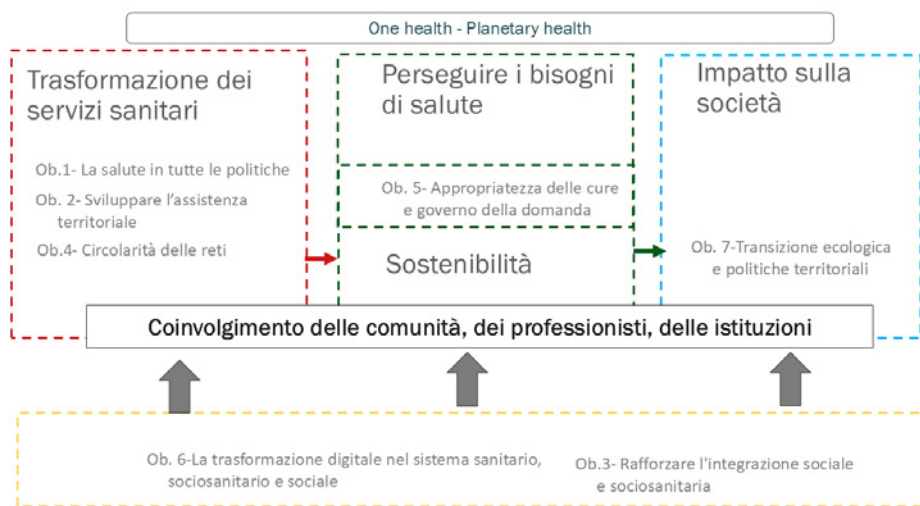 One health - Planetary health
Trasformazione dei
servizi sanitari
Ob.1- La salute in tutte le politiche
Ob. 2- Sviluppare l'assistenza
territoriale
Ob.4- Circolarità delle reti
Perseguire i bisogni
di salute
Ob. 5- Appropriatezza delle cure
e governo della domanda
Sostenibilità
Impatto sulla
società
Ob. 7-Transizione ecologica
e politiche territoriali
Coinvolgimento delle comunità, dei professionisti, delle istituzioni
Ob. 6-La trasformazione digitale nel sistema sanitario,
sociosanitario e sociale
Ob.3- Rafforzare l'integrazione sociale
e sociosanitaria